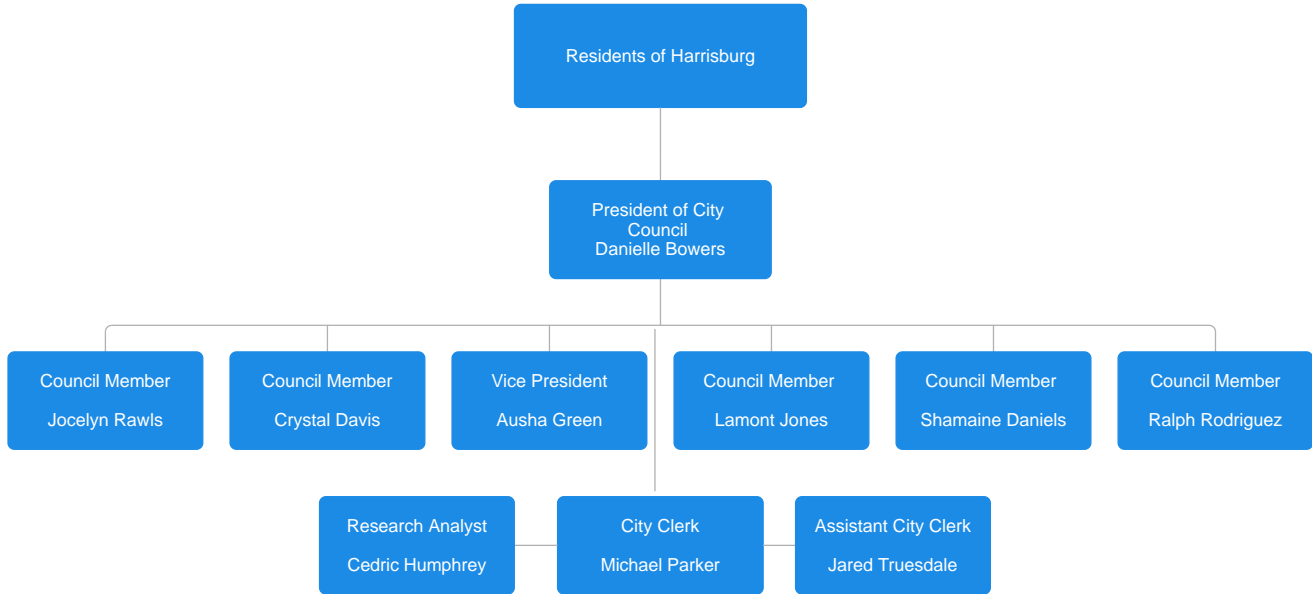 Residents of Harrisburg
President of City
Council
Danielle Bowers
Council Member
Jocelyn Rawls
Council Member
Crystal Davis
Vice President
Ausha Green
Council Member
Lamont Jones
Council Member
Shamaine Daniels
Council Member
Ralph Rodriguez
Research Analyst
Cedric Humphrey
City Clerk
Michael Parker
Assistant City Clerk
Jared Truesdale